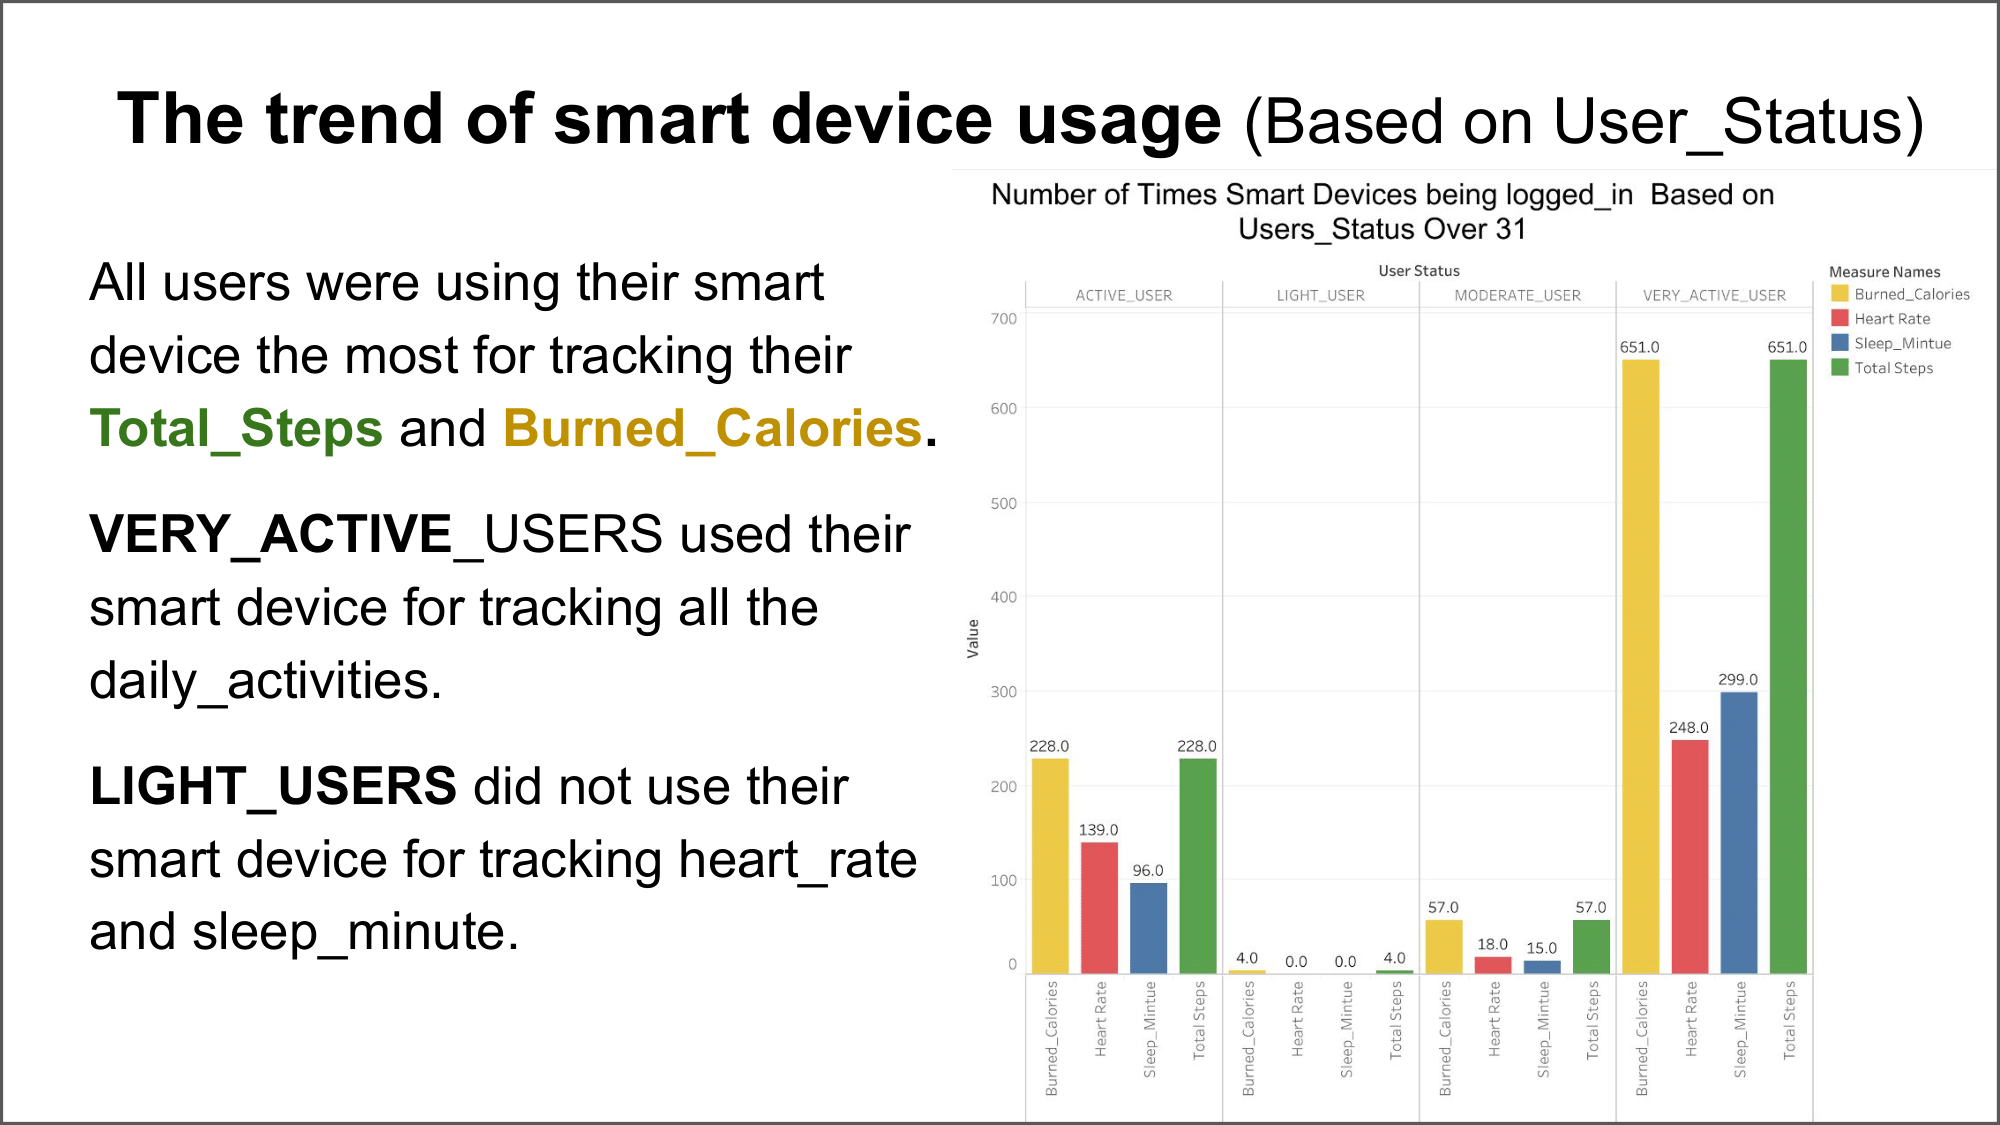 The trend of smart device usage (Based on User_Status)
All users were using their smart
device the most for tracking their
Total_Steps and Burned_Calories.
VERY_ACTIVE_USERS used their
smart device for tracking all the
daily_activities.
LIGHT_USERS did not use their
smart device for tracking heart_rate
and sleep_minute.
Number of Times Smart Devices being logged_in  Based on
Users_Status Over 31
User Status
ACTIVE_USER LIGHT_USER MODERATE_USER VERY_ACTIVE_USER
Value
700
600
500
400
300
200
100
0
228.0 139.0 96.0 228.0
4.0 0.0 0.0 4.0
57.0 18.0 15.0 57.0
651.0 248.0 299.0 651.0
Burned_Calories Heart Rate Sleep_Mintue Total Steps Burned_Calories Heart Rate Sleep_Mintue Total Steps Burned_Calories Heart Rate Sleep_Mintue Total Steps Burned_Calories Heart Rate Sleep_Mintue Total Steps
Measure Names
Burned_Calories
Heart Rate
Sleep_Mintue
Total Steps